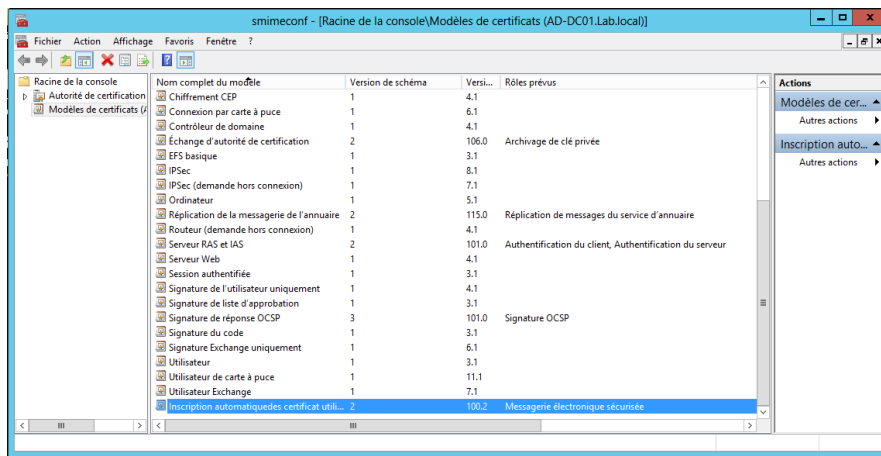 smimeconf - [Racine de la console\Modèles de certificats (AD-DC01.Lab.local)]
Fichier Action Affichage Favoris Fenêtre ?
Racine de la console
Autorité de certification
Modèles de certificats (A
Nom complet du modèle Version de schéma Versi... Rôles prévus
Chiffrement CEP 1 4.1
Connexion par carte à puce 1 6.1
Contrôleur de domaine 1 4.1
Échange d'autorité de certification 2 106.0 Archivage de clé privée
EFS basique 1 3.1
IPSec 1 8.1
IPSec (demande hors connexion) 1 7.1
Ordinateur 1 5.1
Réplication de la messagerie de l'annuaire 2 115.0 Réplication de messages du service d'annuaire
Routeur (demande hors connexion) 1 4.1
Serveur RAS et IAS 2 101.0 Authentification du client, Authentification du serveur
Serveur Web 1 4.1
Session authentifiée 1 3.1
Signature de l'utilisateur uniquement 1 4.1
Signature de liste d'approbation 1 3.1
Signature de réponse OCSP 3 101.0 Signature OCSP
Signature du code 1 3.1
Signature Exchange uniquement 1 6.1
Utilisateur 1 3.1
Utilisateur de carte à puce 1 11.1
Utilisateur Exchange 1 7.1
Inscription automatiquedes certificat utili... 2 100.2 Messagerie électronique sécurisée
Actions
Modèles de cer...
Autres actions
Inscription auto...
Autres actions